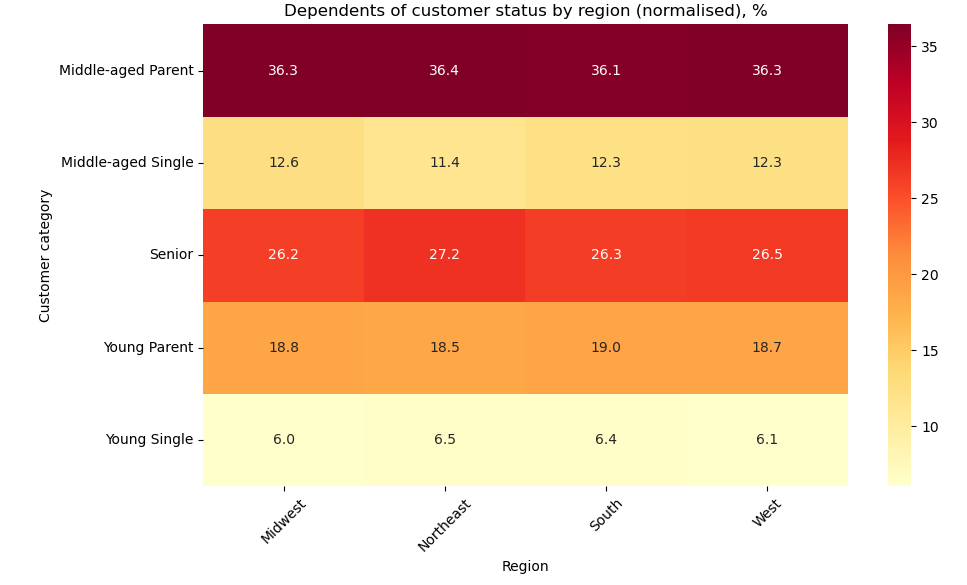 Dependents of customer status by region (normalised), %
Customer category
Middle-aged Parent 36.3 36.4 36.1 36.3
Middle-aged Single 12.6 11.4 12.3 12.3
Senior 26.2 27.2 26.3 26.5
Young Parent 18.8 18.5 19.0 18.7
Young Single 6.0 6.5 6.4 6.1
Midwest Northeast South West
Region
35
30
25
20
15
10